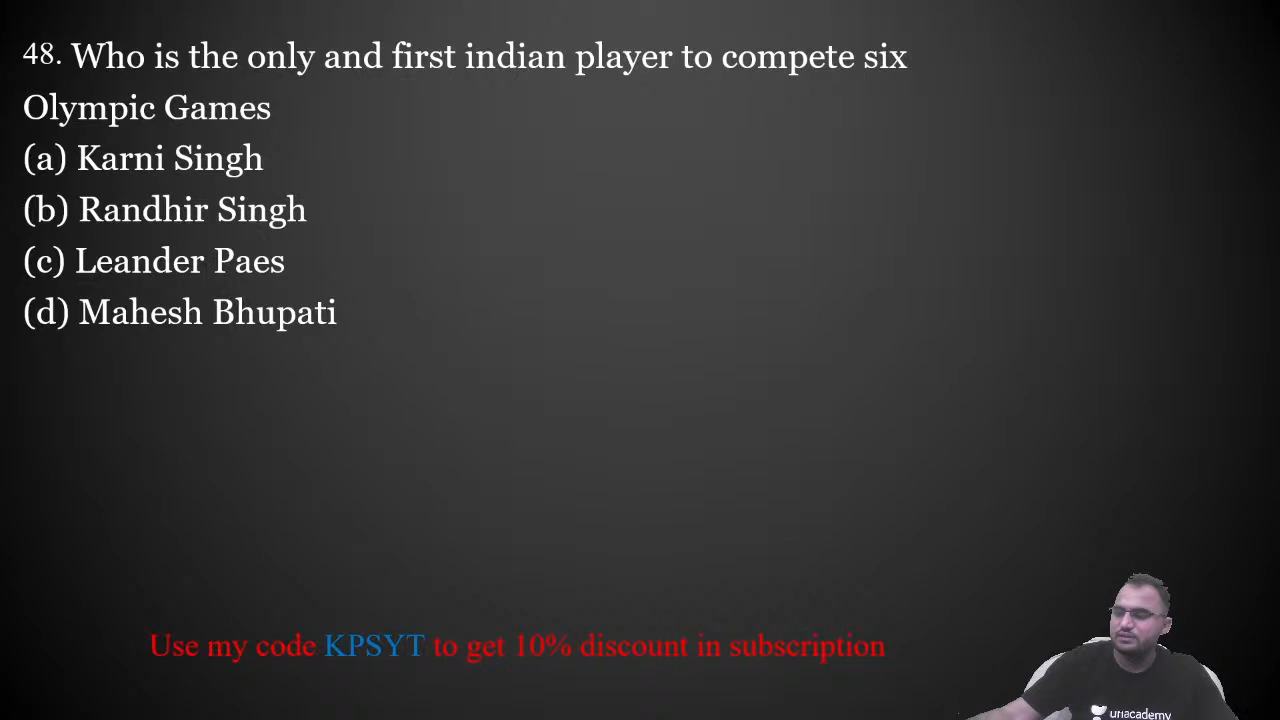 48. Who is the only and first indian player to compete six
Olympic Games
(a) Karni Singh
(b) Randhir Singh
(c) Leander Paes
(d) Mahesh Bhupati
Use my code KPSYT to get 10% discount in subscription
unacademy